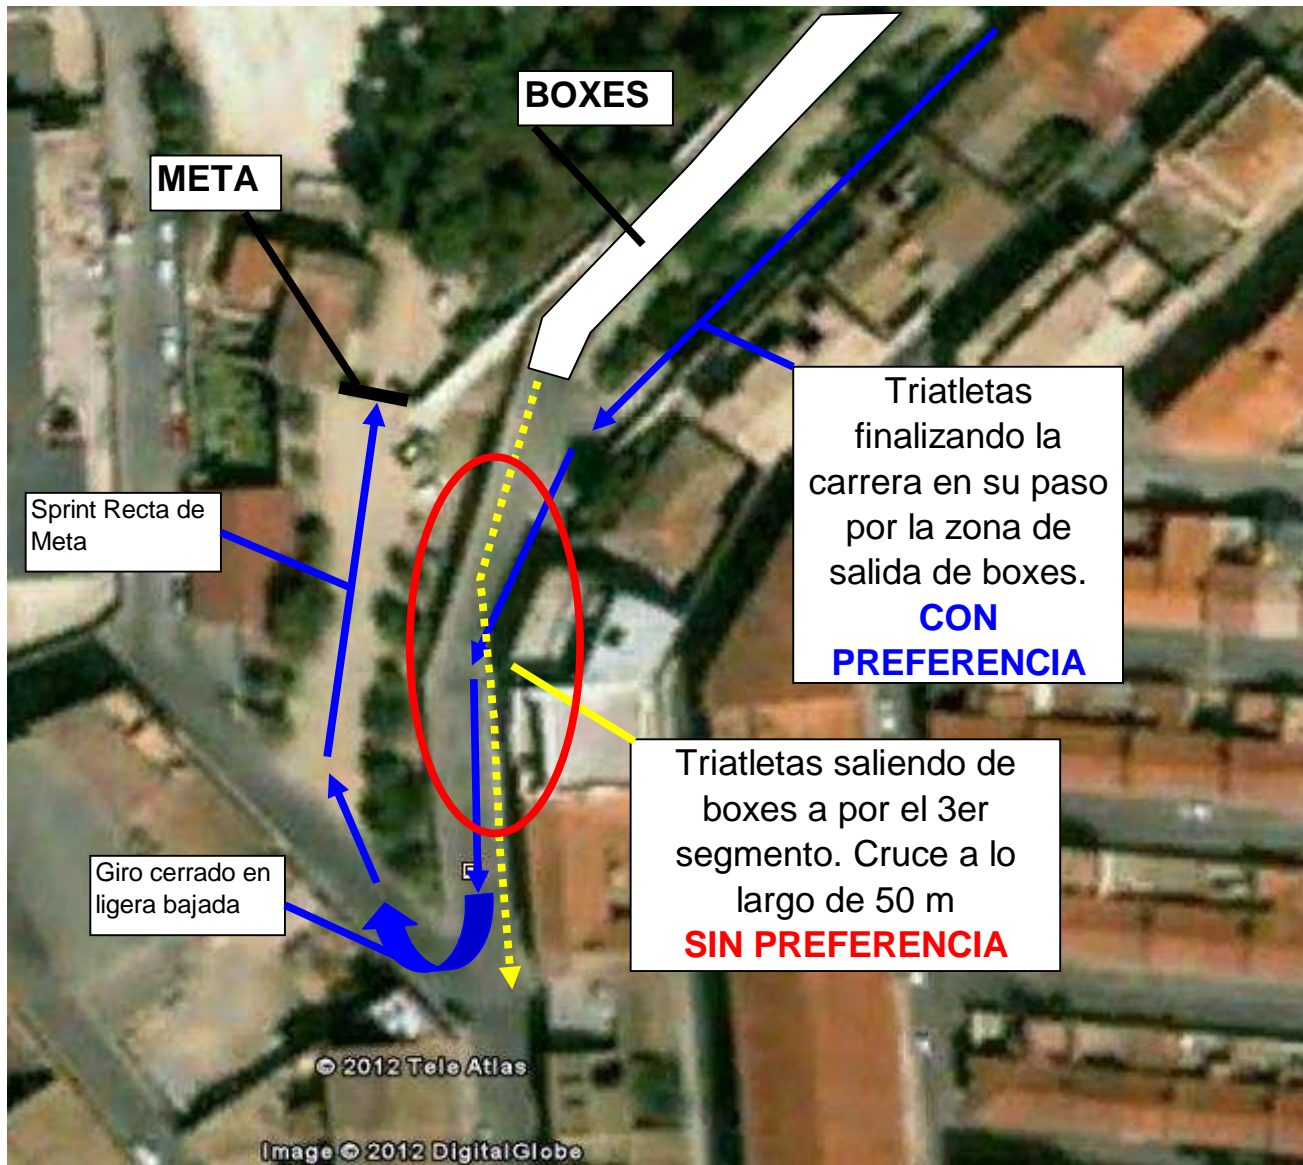 BOXES
META
Triatletas
finalizando la
carrera en su paso
por la zona de
salida de boxes.
CON
PREFERENCIA
Sprint Recta de
Meta
Triatletas saliendo de
boxes a por el 3er
segmento. Cruce a lo
largo de 50 m
SIN PREFERENCIA
Giro cerrado en
ligera bajada
© 2012 Tele Atlas
Image © 2012 DigitalGlobe